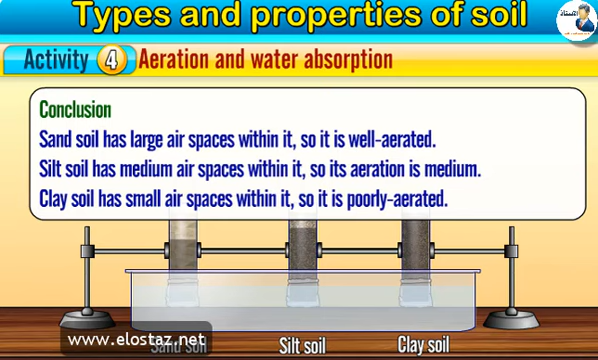 Types and properties of soil
الأستاذ
Activity 4 Aeration and water absorption
Conclusion
Sand soil has large air spaces within it, so it is well-aerated.
Silt soil has medium air spaces within it, so its aeration is medium.
Clay soil has small air spaces within it, so it is poorly-aerated.
www.elostaz.net
Sand soil Silt soil Clay soil